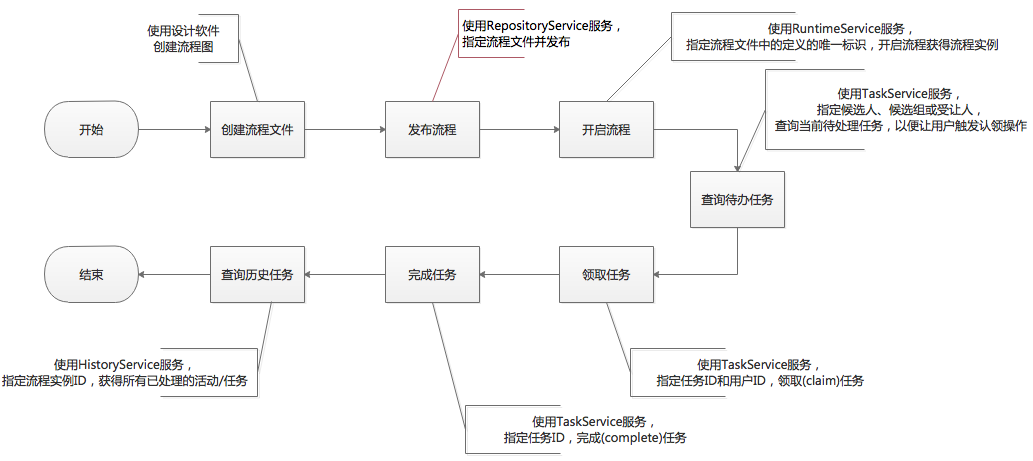 使用设计软件
创建流程图
使用RepositoryService服务，
指定流程文件并发布
使用RuntimeService服务，
指定流程文件中的定义的唯一标识，开启流程获得流程实例
使用TaskService服务，
指定候选人、候选组或受让人，
查询当前待处理任务，以便让用户触发认领操作
开始
创建流程文件
发布流程
开启流程
查询待办任务
结束
查询历史任务
完成任务
领取任务
使用HistoryService服务，
指定流程实例ID，获得所有已处理的活动/任务
使用TaskService服务，
指定任务ID和用户ID，领取(claim)任务
使用TaskService服务，
指定任务ID，完成(complete)任务